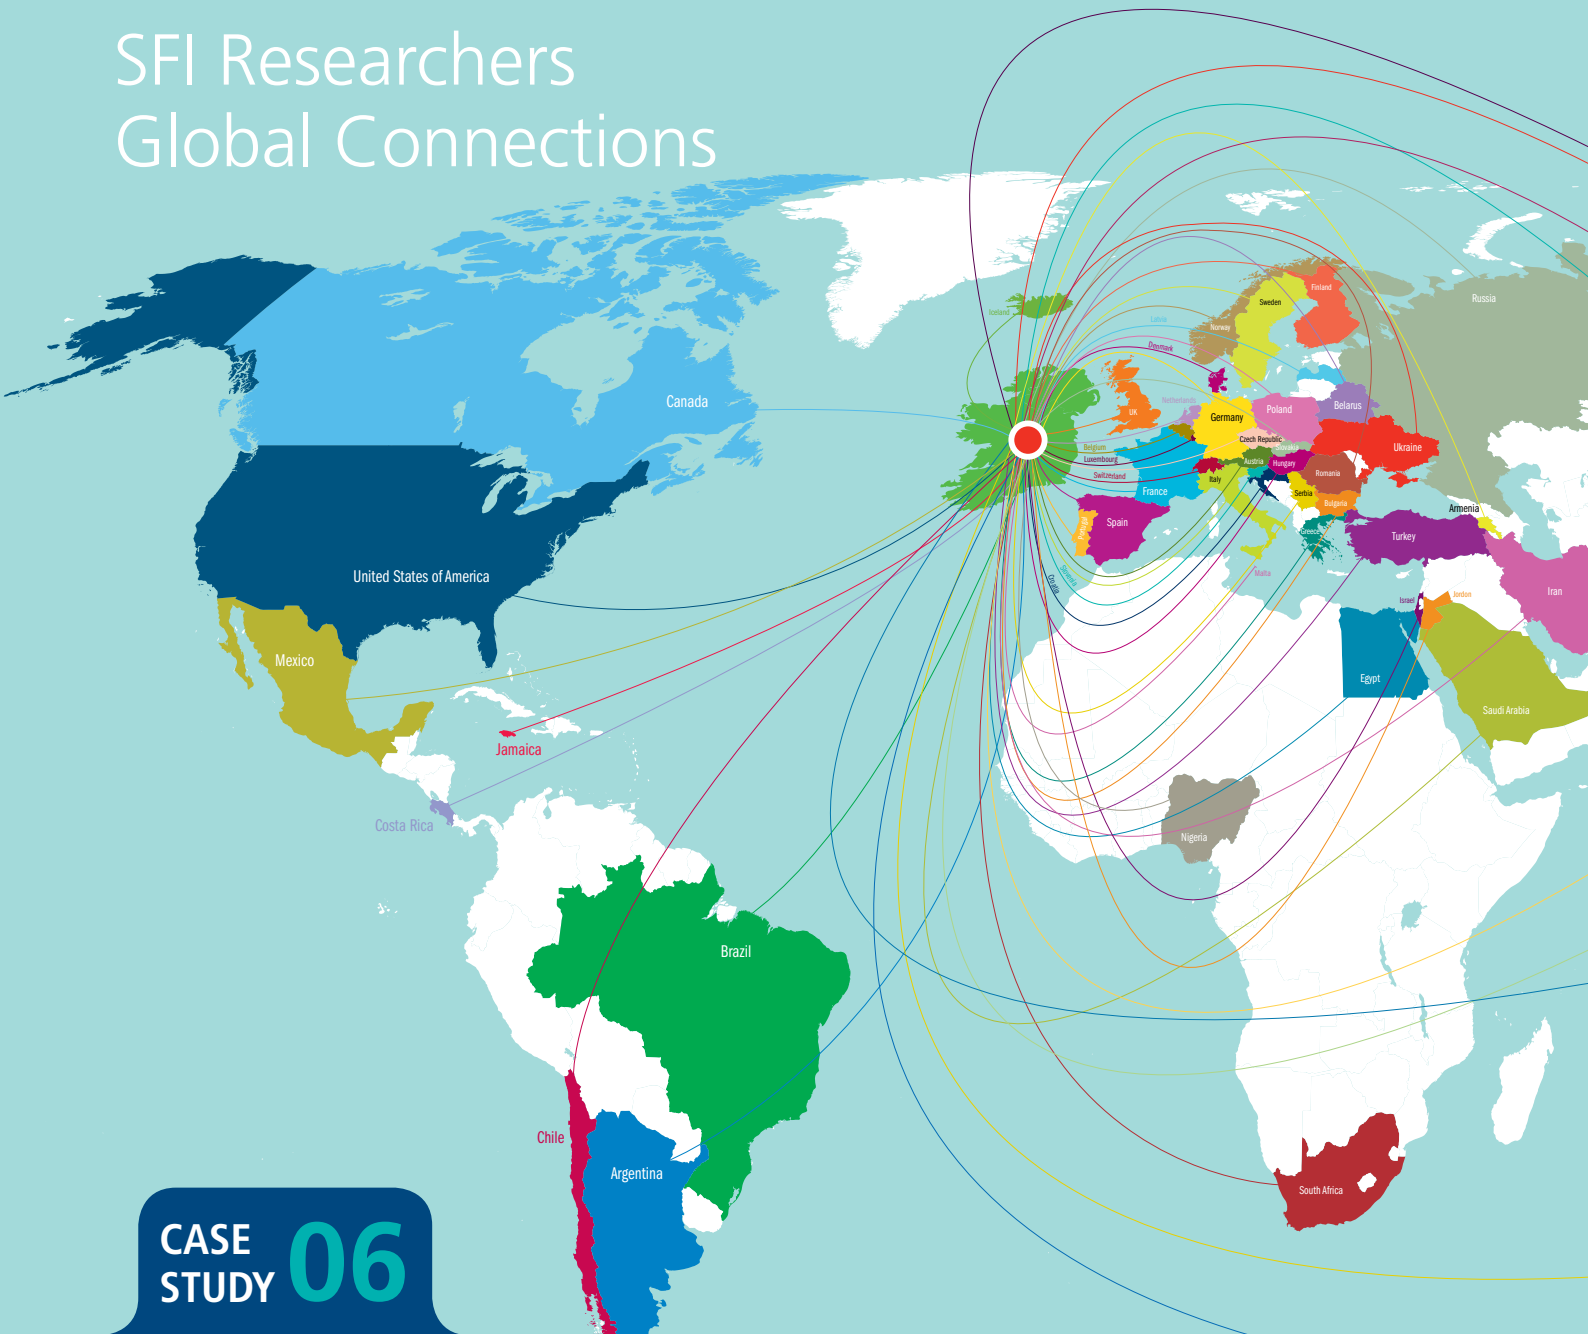 SFI Researchers
Global Connections
Canada
United States of America
Mexico
Jamaica
Costa Rica
Brazil
Chile
Argentina
Iceland
Latvia
Denmark
Netherlands
Belgium
Luxembourg
Switzerland
Norway
Sweden
Finland
Russia
UK
Germany
Poland
Belarus
Czech Republic
Slovakia
Ukraine
Austria
Hungary
Romania
France
Italy
Serbia
Bulgaria
Spain
Portugal
Greece
Armenia
Turkey
Slovenia
Croatia
Malta
Israel
Jordon
Iran
Egypt
Saudi Arabia
Nigeria
South Africa
CASE
STUDY 06